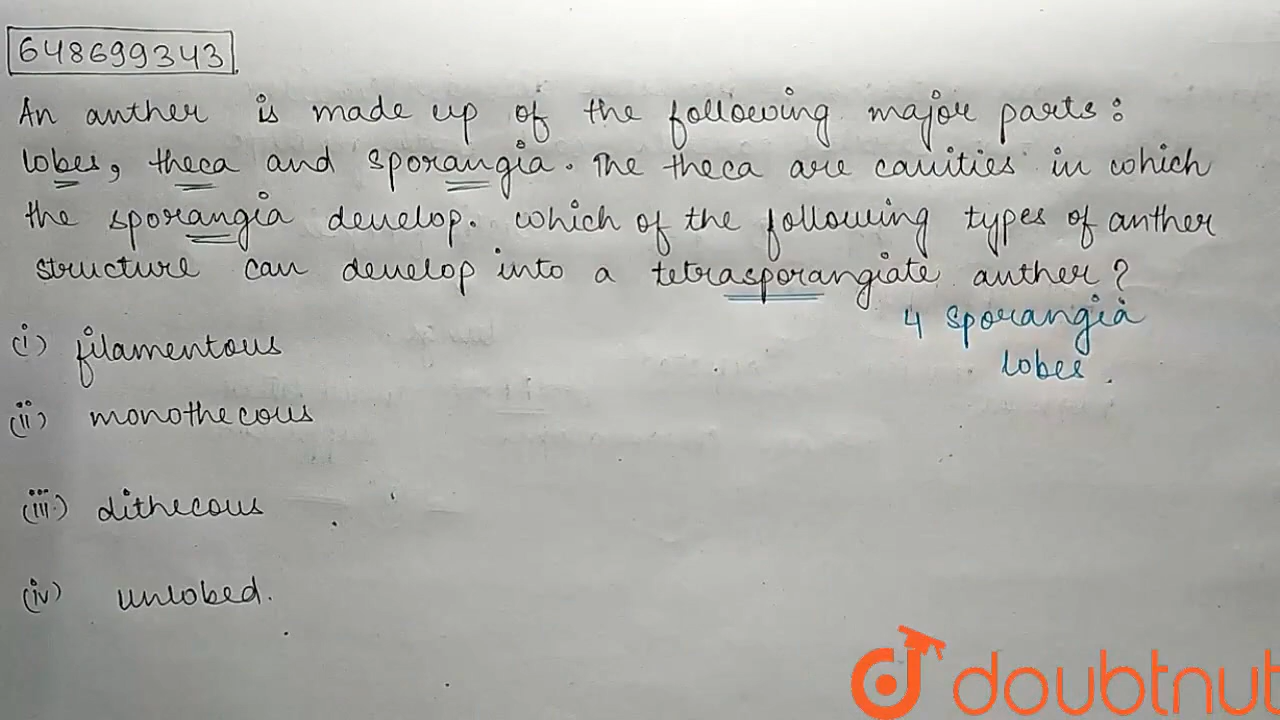 648699343
An anther is made up of the following major parts:
lobes, theca and sporangia. The theca are cavities in which
the sporangia develop. which of the following types of anther
structure can develop into a tetrasporangiate anther?
4 sporangia
lobes.
(i) filamentous
(ii) monothecous
(iii) dithecous
(iv) unlobed.
doubtnut